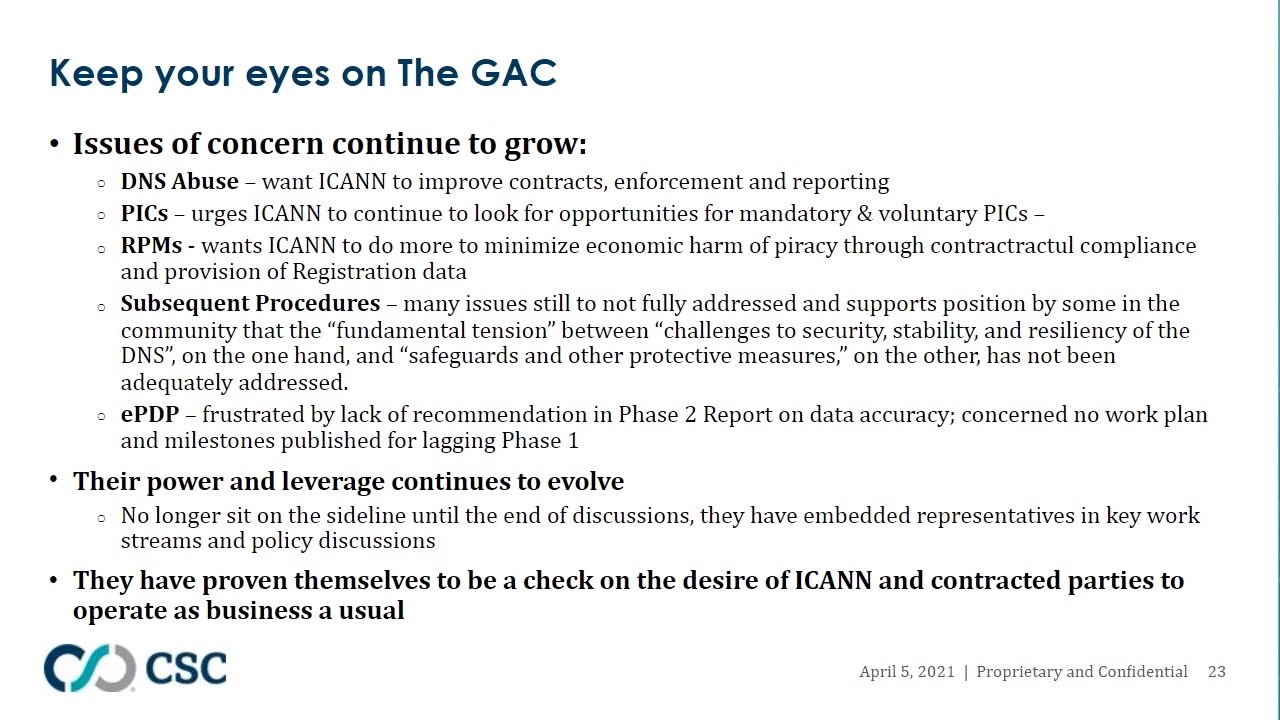 Keep your eyes on The GAC
• Issues of concern continue to grow:
○ DNS Abuse – want ICANN to improve contracts, enforcement and reporting
○ PICs – urges ICANN to continue to look for opportunities for mandatory & voluntary PICs –
○ RPMs - wants ICANN to do more to minimize economic harm of piracy through contractractul compliance
and provision of Registration data
○ Subsequent Procedures – many issues still to not fully addressed and supports position by some in the
community that the “fundamental tension” between “challenges to security, stability, and resiliency of the
DNS”, on the one hand, and “safeguards and other protective measures,” on the other, has not been
adequately addressed.
○ ePDP – frustrated by lack of recommendation in Phase 2 Report on data accuracy; concerned no work plan
and milestones published for lagging Phase 1
• Their power and leverage continues to evolve
○ No longer sit on the sideline until the end of discussions, they have embedded representatives in key work
streams and policy discussions
• They have proven themselves to be a check on the desire of ICANN and contracted parties to
operate as business a usual
CSC
April 5, 2021 | Proprietary and Confidential 23